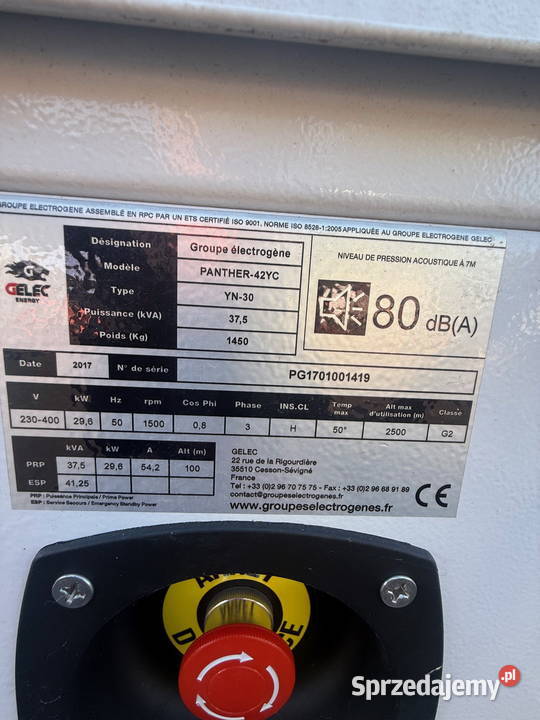 GROUPE ELECTROGENE ASSEMBLÉ EN RPC PAR UN ETS CERTIFIÉ ISO 9001, NORME ISO 8528-1:2005 APPLIQUÉE AU GROUPE ELECTROGENE GELEC
GELEC
ENERGY
Désignation Groupe électrogène
Modèle PANTHER-42YC
Type YN-30
Puissance (kVA) 37,5
Poids (Kg) 1450
NIVEAU DE PRESSION ACOUSTIQUE À 7M
80 dB(A)
Date 2017 N° de série PG1701001419
V kW Hz rpm Cos Phi Phase INS.CL Temp max Alt max d'utilisation (m) Classe
230-400 29,6 50 1500 0,8 3 H 50° 2500 G2
kVA kW A Alt (m)
PRP 37,5 29,6 54,2 100
ESP 41,25
PRP : Puissance Principale / Prime Power
ESP : Service Secours / Emergency Standby Power
GELEC
22 rue de la Rigourdière
35510 Cesson-Sévigné
France
Tel : +33 (0)2 96 70 75 75 - Fax : +33 (0)2 96 68 91 89
contact@groupeselectrogenes.fr
www.groupeselectrogenes.fr
CE
Sprzedajemy.pl